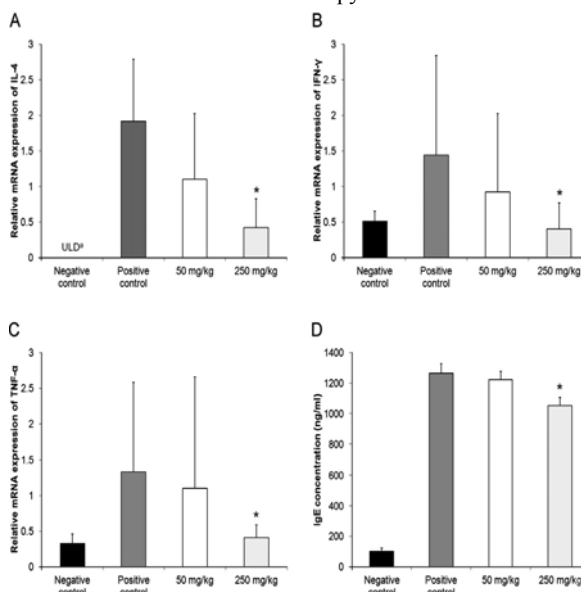 py
A
Relative mRNA expression of IL-4
3
2.5
2
1.5
1
0.5
0
ULDª
*
Negative control
Positive control
50 mg/kg
250 mg/kg
B
Relative mRNA expression of IFN-γ
3
2.5
2
1.5
1
0.5
0
*
Negative control
Positive control
50 mg/kg
250 mg/kg
C
Relative mRNA expression of TNF-α
3
2.5
2
1.5
1
0.5
0
*
Negative control
Positive control
50 mg/kg
250 mg/kg
D
IgE concentration (ng/ml)
1400
1200
1000
800
600
400
200
0
*
Negative control
Positive control
50 mg/kg
250 mg/kg